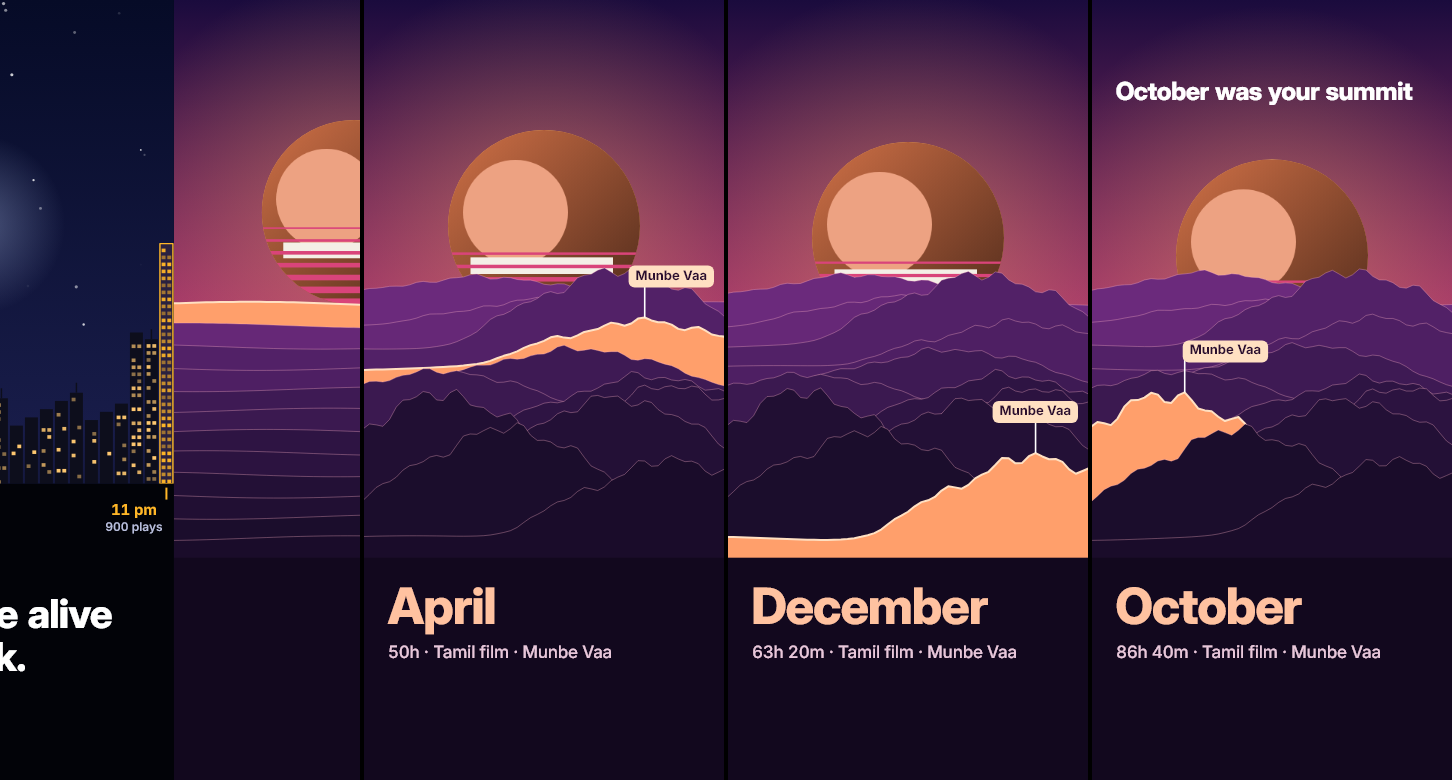 11 pm
900 plays
e alive
k.
Munbe Vaa
April
50h · Tamil film · Munbe Vaa
Munbe Vaa
December
63h 20m · Tamil film · Munbe Vaa
October was your summit
Munbe Vaa
October
86h 40m · Tamil film · Munbe Vaa